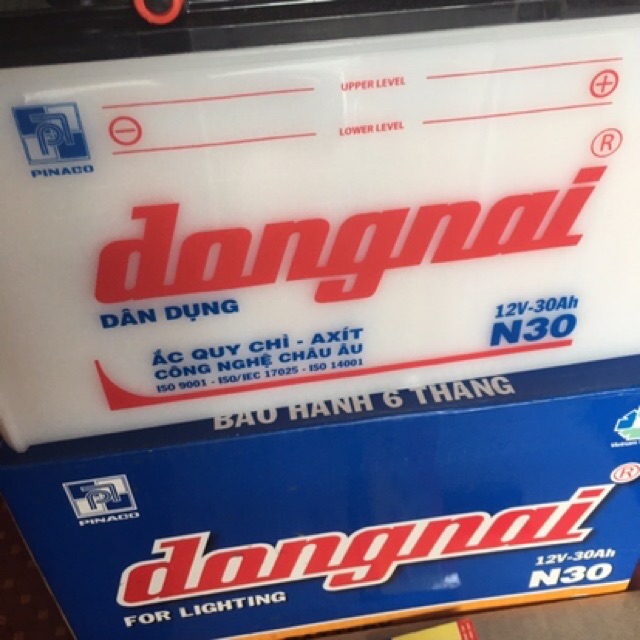 UPPER LEVEL
LOWER LEVEL
PINACO
dongnai ®
DÂN DỤNG
12V-30Ah
N30
ẮC QUY CHÌ - AXÍT
CÔNG NGHỆ CHÂU ÂU
ISO 9001 - ISO/IEC 17025 - ISO 14001
BẢO HÀNH 6 THÁNG
PINACO
dongnai ®
FOR LIGHTING
12V-30Ah
N30